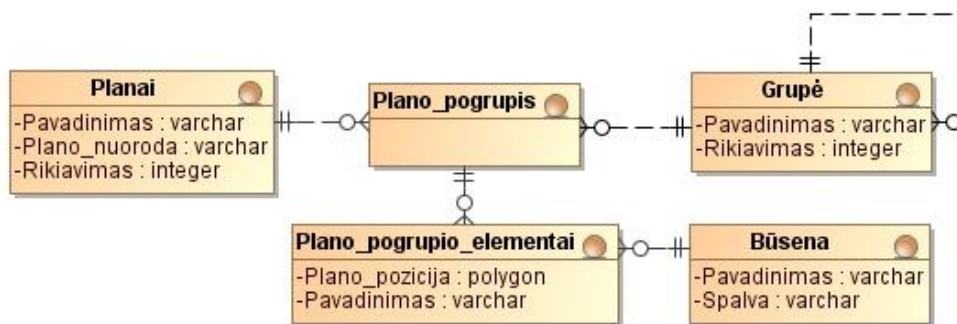 Planai
-Pavadinimas : varchar
-Plano_nuoroda : varchar
-Rikiavimas : integer
Plano_pogrupis
Grupė
-Pavadinimas : varchar
-Rikiavimas : integer
Plano_pogrupio_elementai
-Plano_pozicija : polygon
-Pavadinimas : varchar
Būsena
-Pavadinimas : varchar
-Spalva : varchar